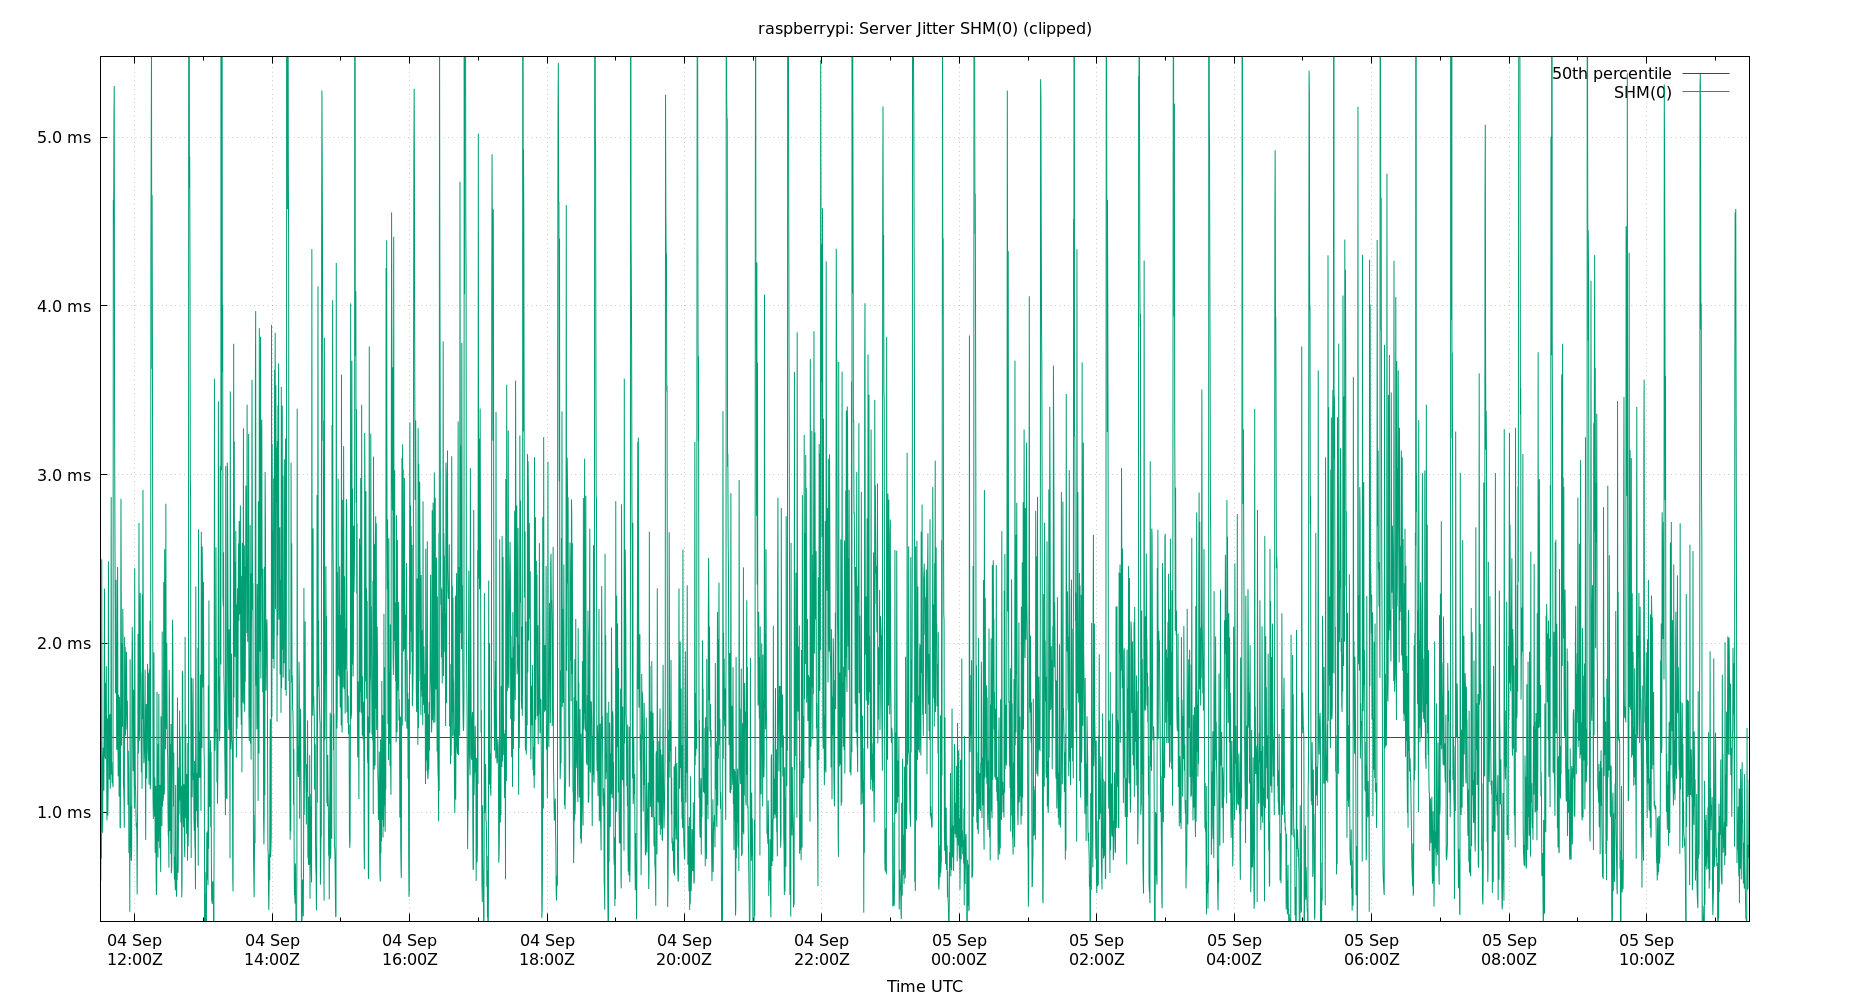 raspberrypi: Server Jitter SHM(0) (clipped)
50th percentile
SHM(0)
5.0 ms
4.0 ms
3.0 ms
2.0 ms
1.0 ms
04 Sep 04 Sep 04 Sep 04 Sep 04 Sep 04 Sep 05 Sep 05 Sep 05 Sep 05 Sep 05 Sep 05 Sep
12:00Z 14:00Z 16:00Z 18:00Z 20:00Z 22:00Z 00:00Z 02:00Z 04:00Z 06:00Z 08:00Z 10:00Z
Time UTC